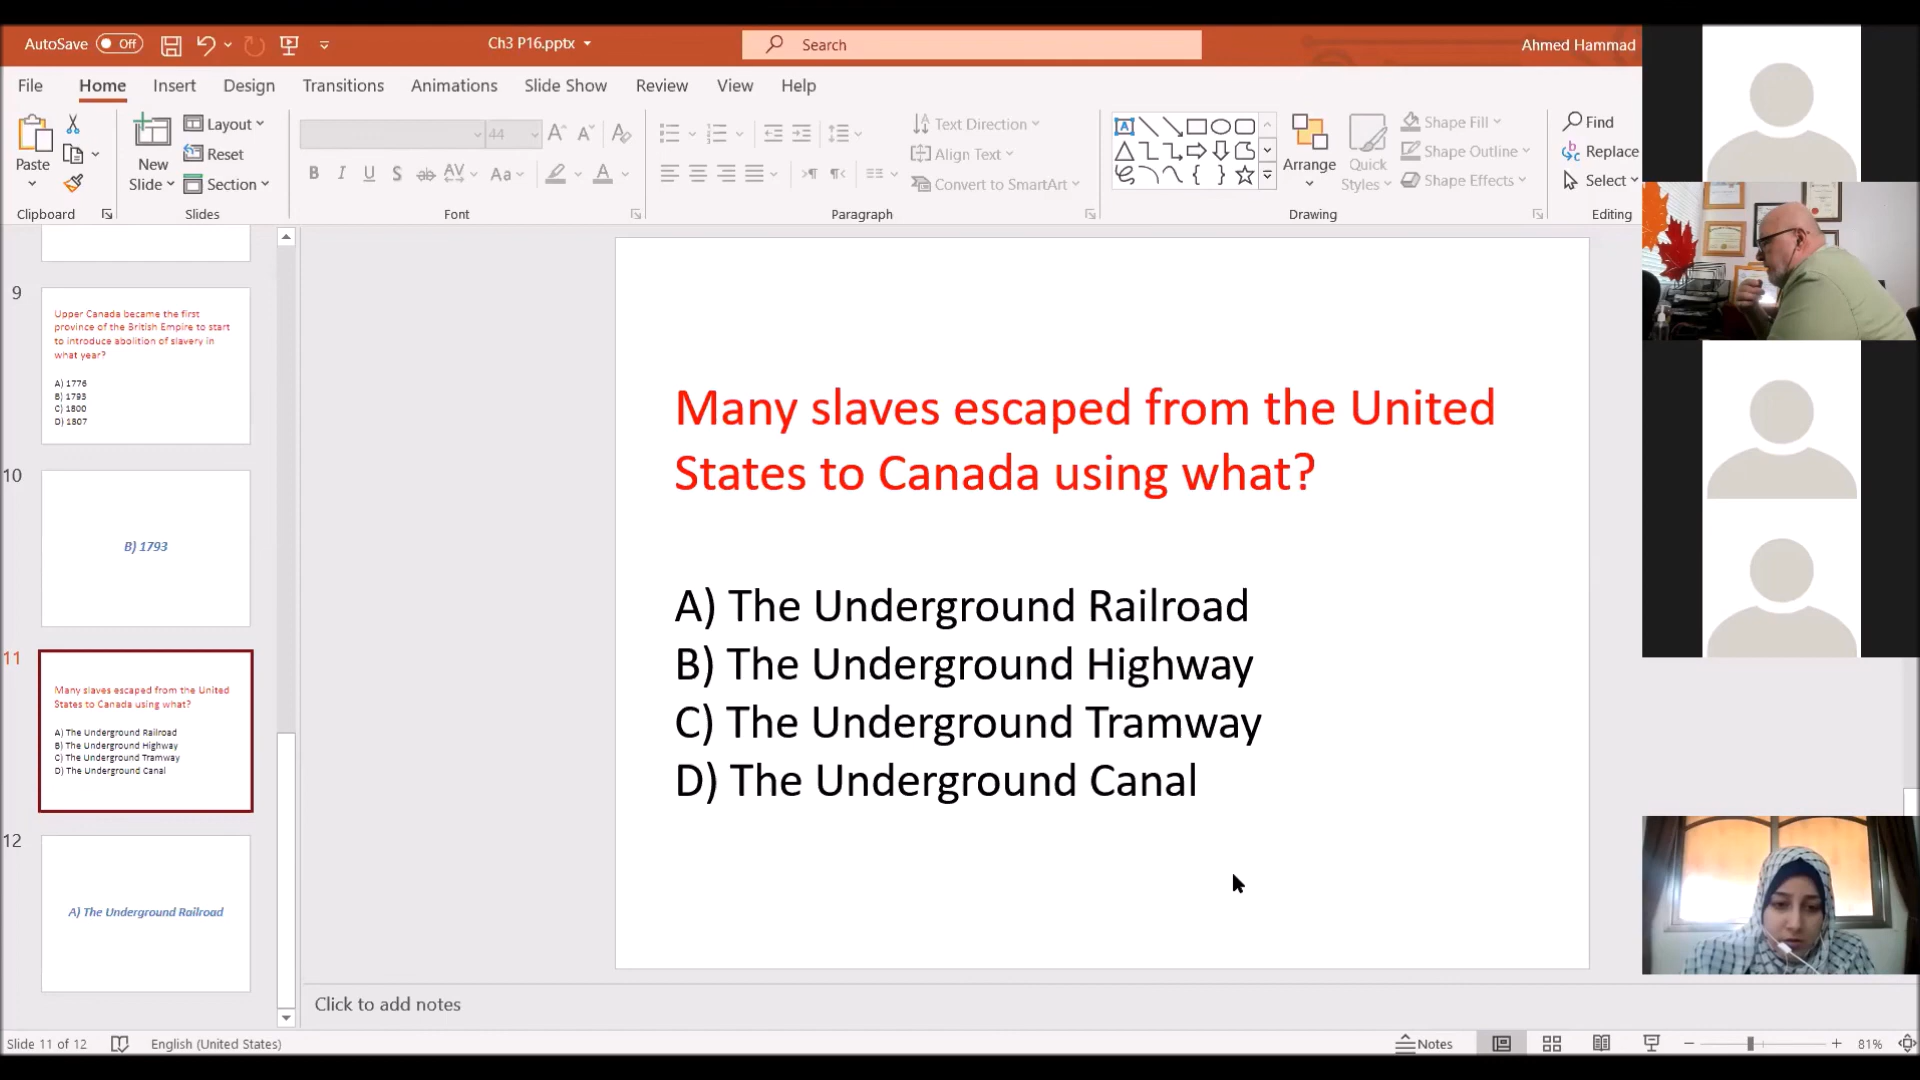 AutoSave Off
Ch3 P16.pptx
Search
Ahmed Hammad
File Home Insert Design Transitions Animations Slide Show Review View Help
Paste
Clipboard
New
Slide
Layout
Reset
Section
Slides
44
B I U S ab AV Aa A
Font
Text Direction
Align Text
Convert to SmartArt
Paragraph
Arrange
Quick
Styles
Shape Fill
Shape Outline
Shape Effects
Drawing
Find
Replace
Select
Editing
9
Upper Canada became the first
province of the British Empire to start
to introduce abolition of slavery in
what year?
A) 1776
B) 1793
C) 1800
D) 1807
10
B) 1793
11
Many slaves escaped from the United
States to Canada using what?
A) The Underground Railroad
B) The Underground Highway
C) The Underground Tramway
D) The Underground Canal
12
A) The Underground Railroad
Many slaves escaped from the United
States to Canada using what?
A) The Underground Railroad
B) The Underground Highway
C) The Underground Tramway
D) The Underground Canal
Click to add notes
Slide 11 of 12
English (United States)
Notes
81%